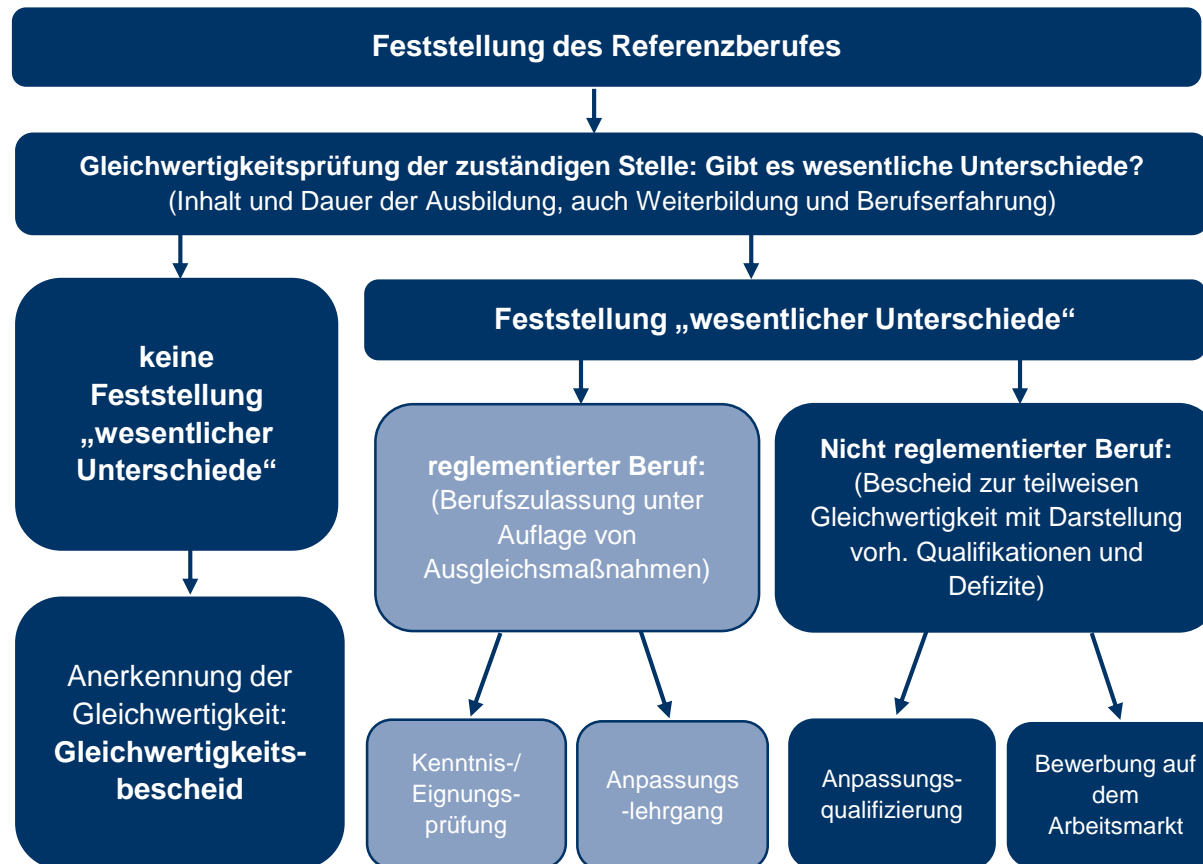 Feststellung des Referenzberufes
Gleichwertigkeitsprüfung der zuständigen Stelle: Gibt es wesentliche Unterschiede?
(Inhalt und Dauer der Ausbildung, auch Weiterbildung und Berufserfahrung)
keine
Feststellung
„wesentlicher
Unterschiede“
Anerkennung der
Gleichwertigkeit:
Gleichwertigkeits-
bescheid
Feststellung „wesentlicher Unterschiede“
reglementierter Beruf:
(Berufszulassung unter
Auflage von
Ausgleichsmaßnahmen)
Nicht reglementierter Beruf:
(Bescheid zur teilweisen
Gleichwertigkeit mit Darstellung
vorh. Qualifikationen und
Defizite)
Kenntnis-/
Eignungs-
prüfung
Anpassungs
-lehrgang
Anpassungs-
qualifizierung
Bewerbung auf
dem
Arbeitsmarkt